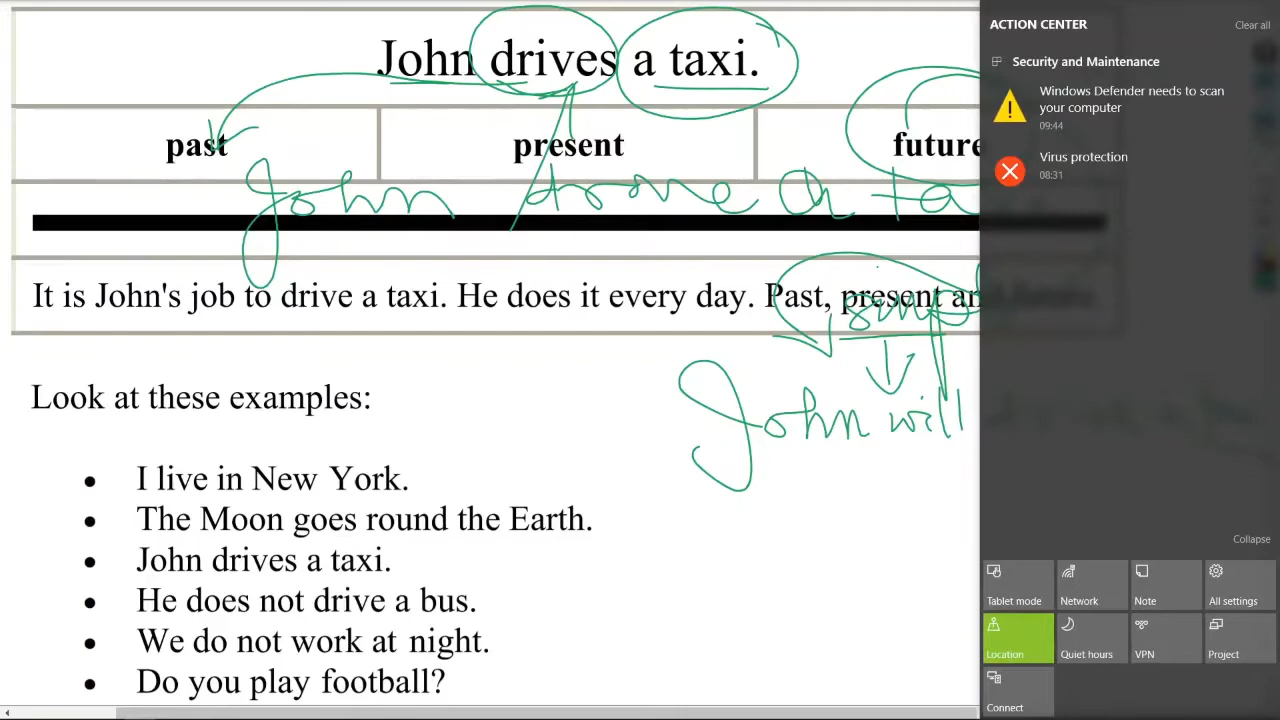 John drives a taxi.
past present future
John drove a ta
It is John's job to drive a taxi. He does it every day. Past, present an
simpl
John will
Look at these examples:
• I live in New York.
• The Moon goes round the Earth.
• John drives a taxi.
• He does not drive a bus.
• We do not work at night.
• Do you play football?
ACTION CENTER Clear all
Security and Maintenance
Windows Defender needs to scan
your computer
09:44
Virus protection
08:31
Collapse
Tablet mode Network Note All settings
Location Quiet hours VPN Project
Connect